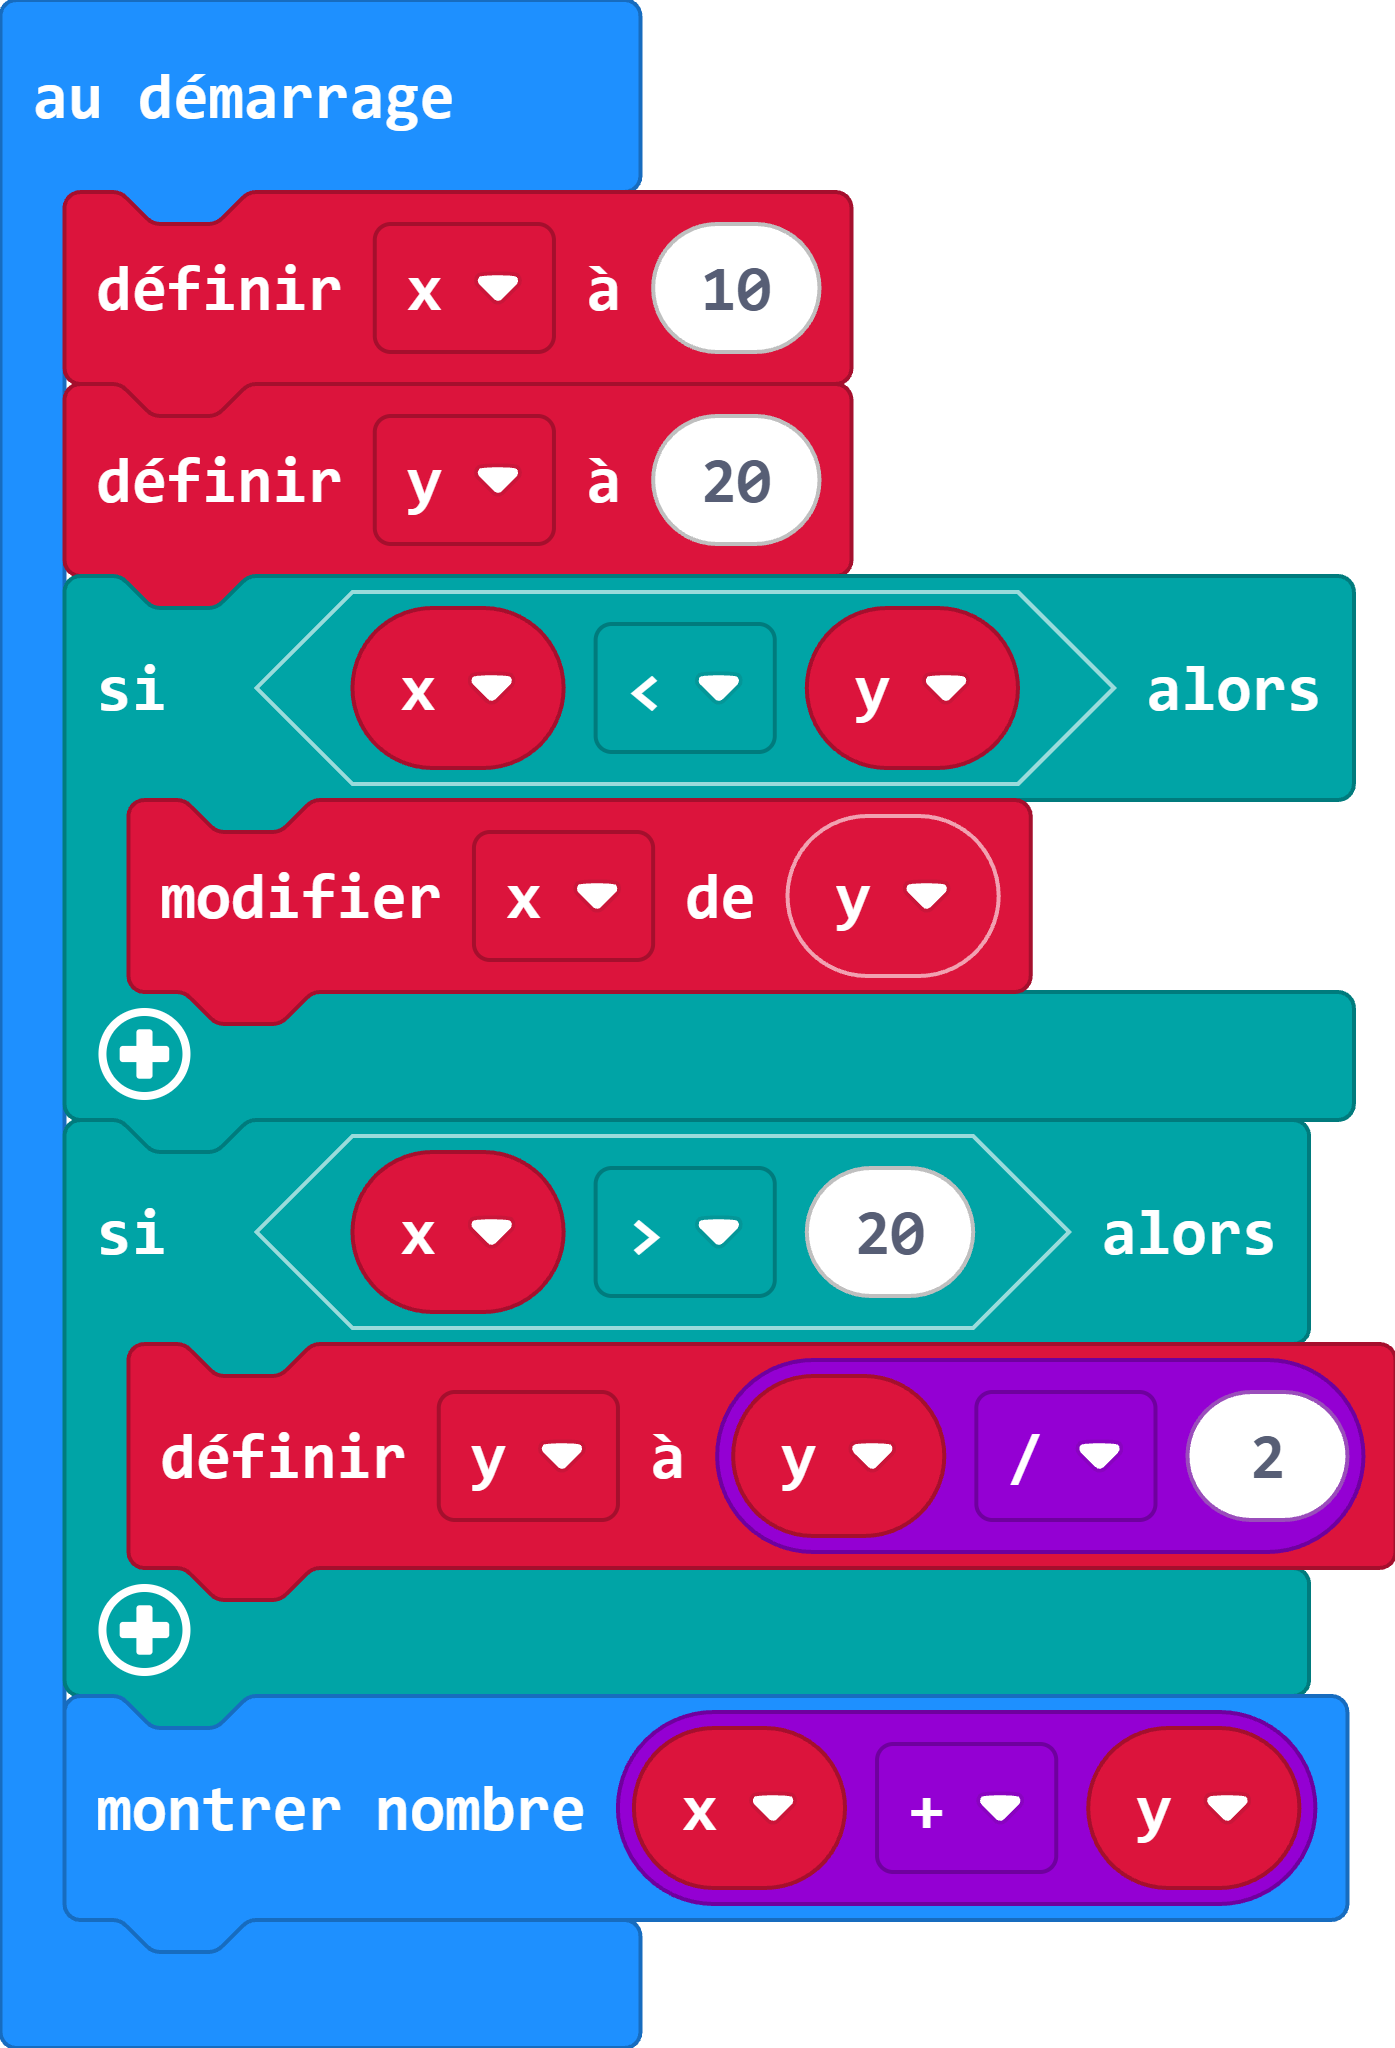 au démarrage
définir x à 10
définir y à 20
si x < y alors
modifier x de y
si x > 20 alors
définir y à y / 2
montrer nombre x + y